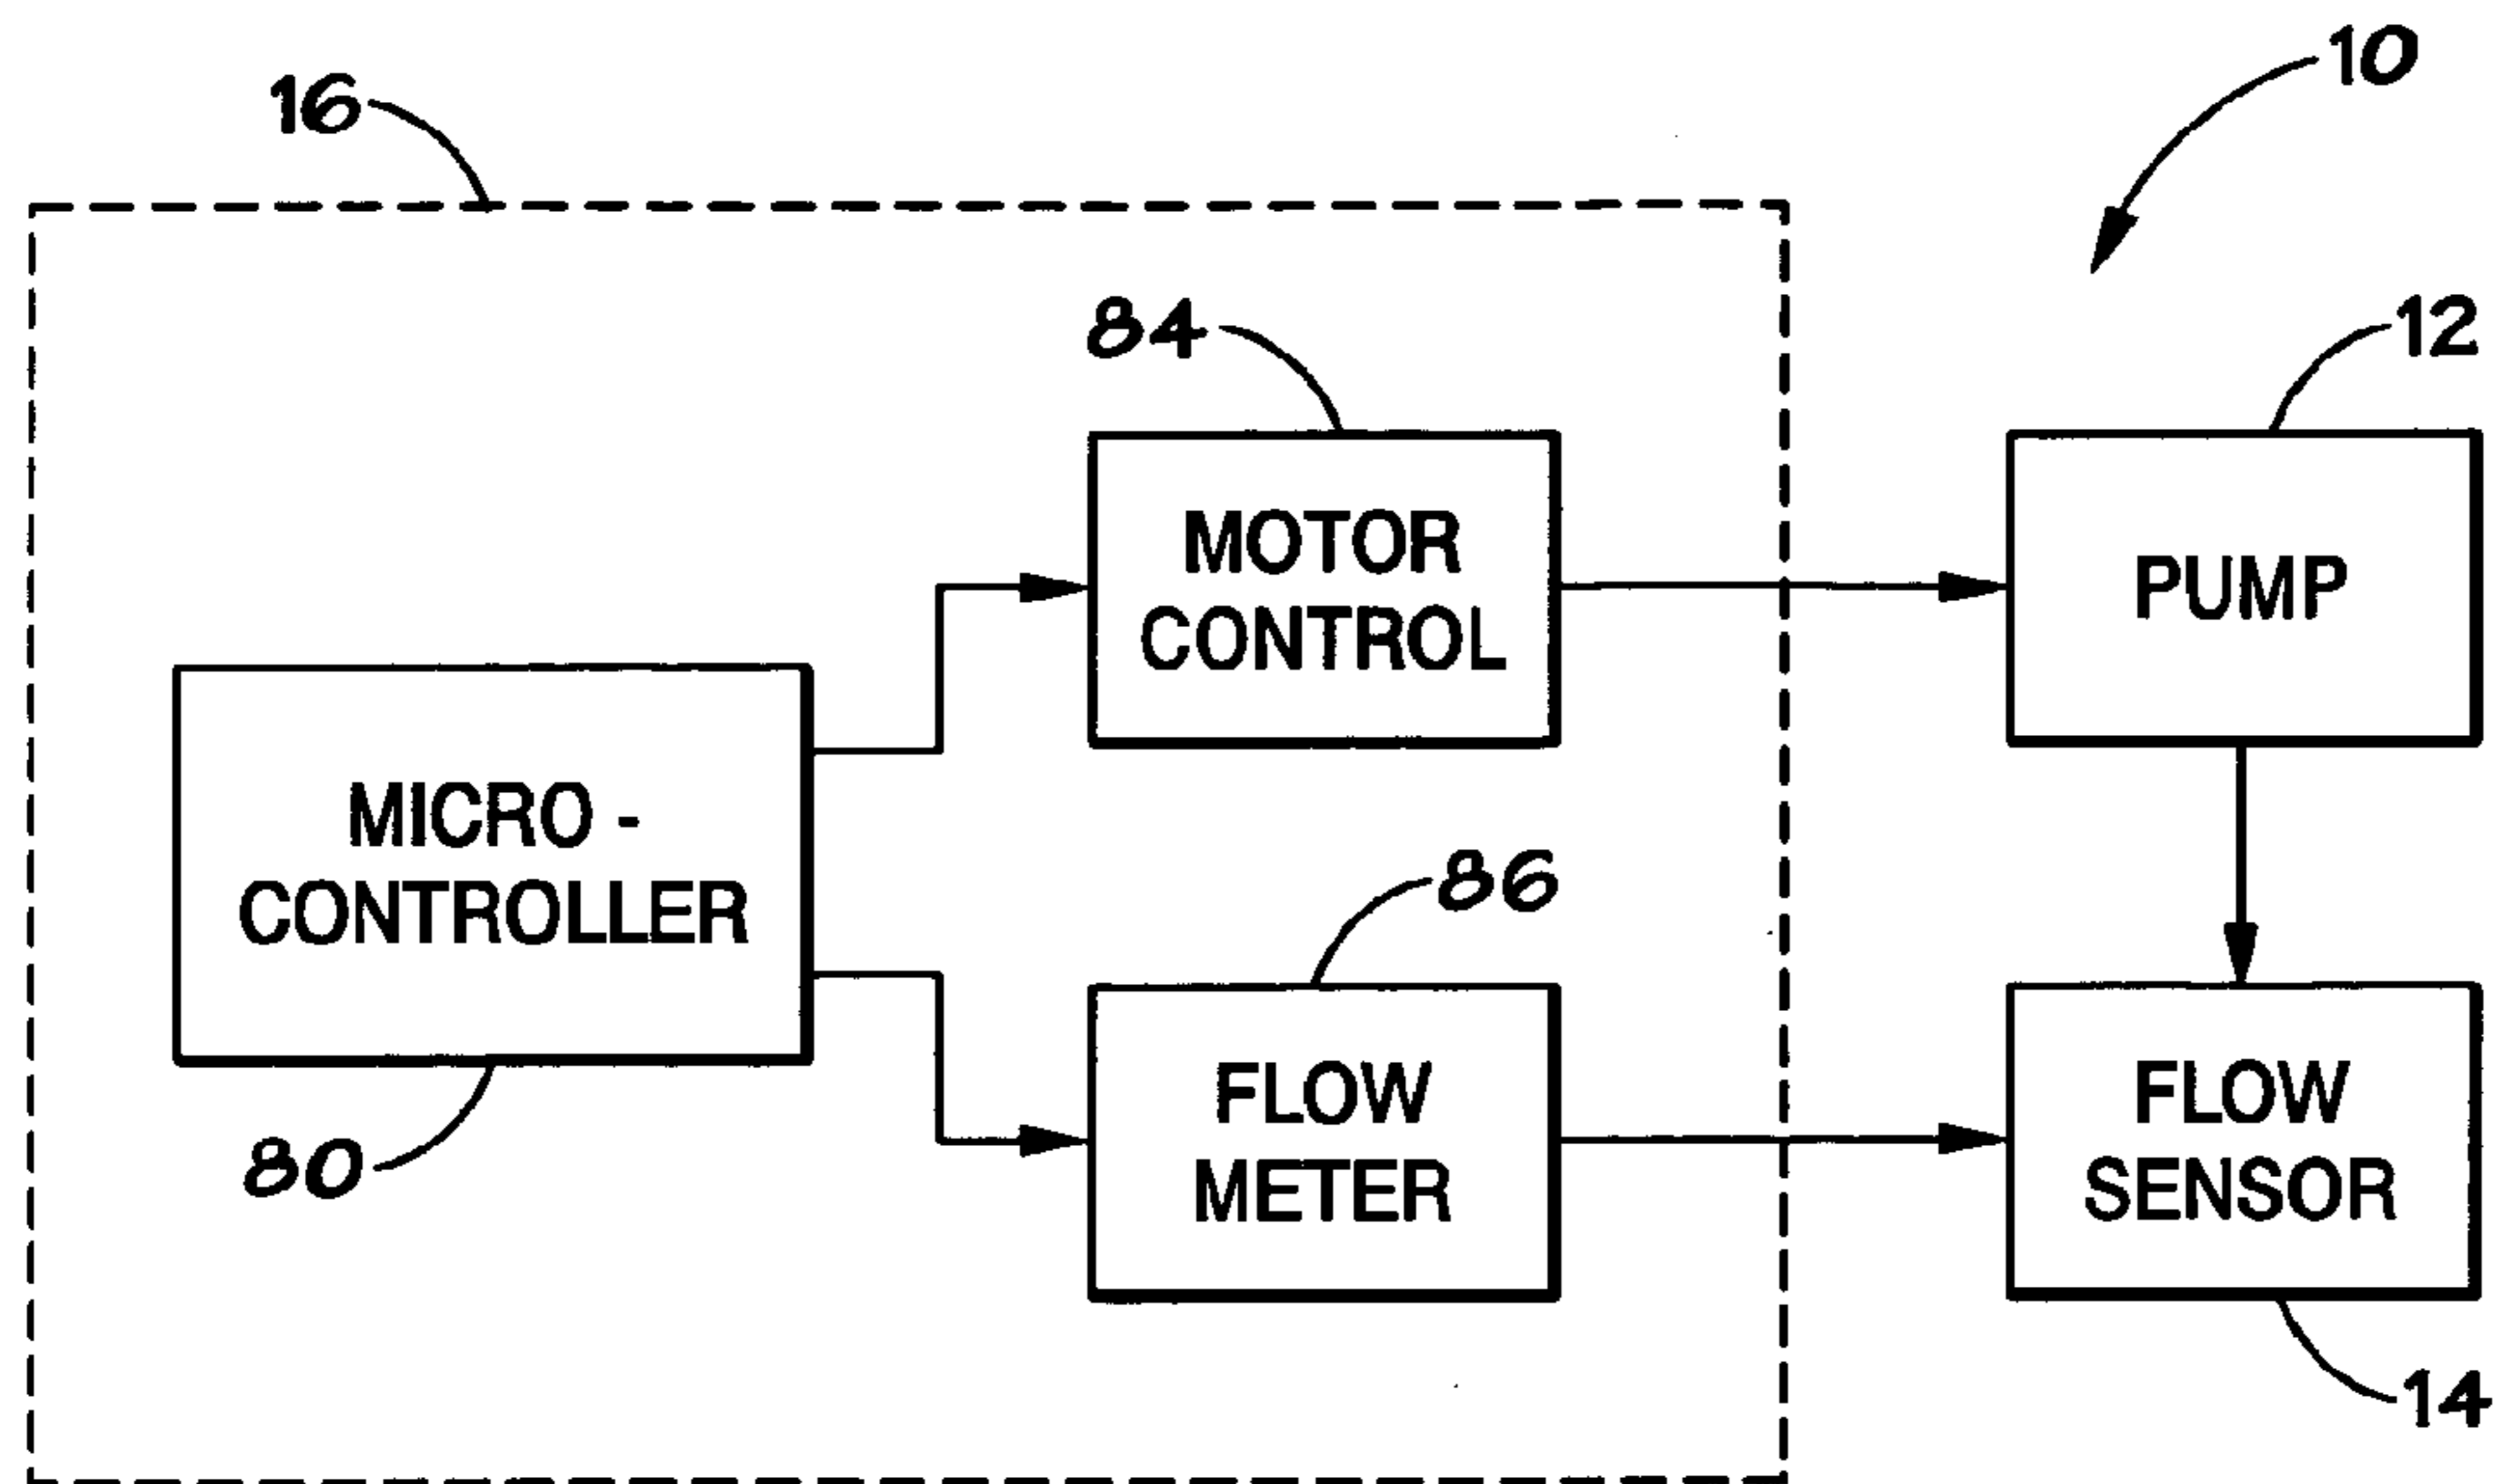 10
16
84
12
MOTOR
CONTROL
PUMP
MICRO -
CONTROLLER
86
FLOW
METER
FLOW
SENSOR
80
14